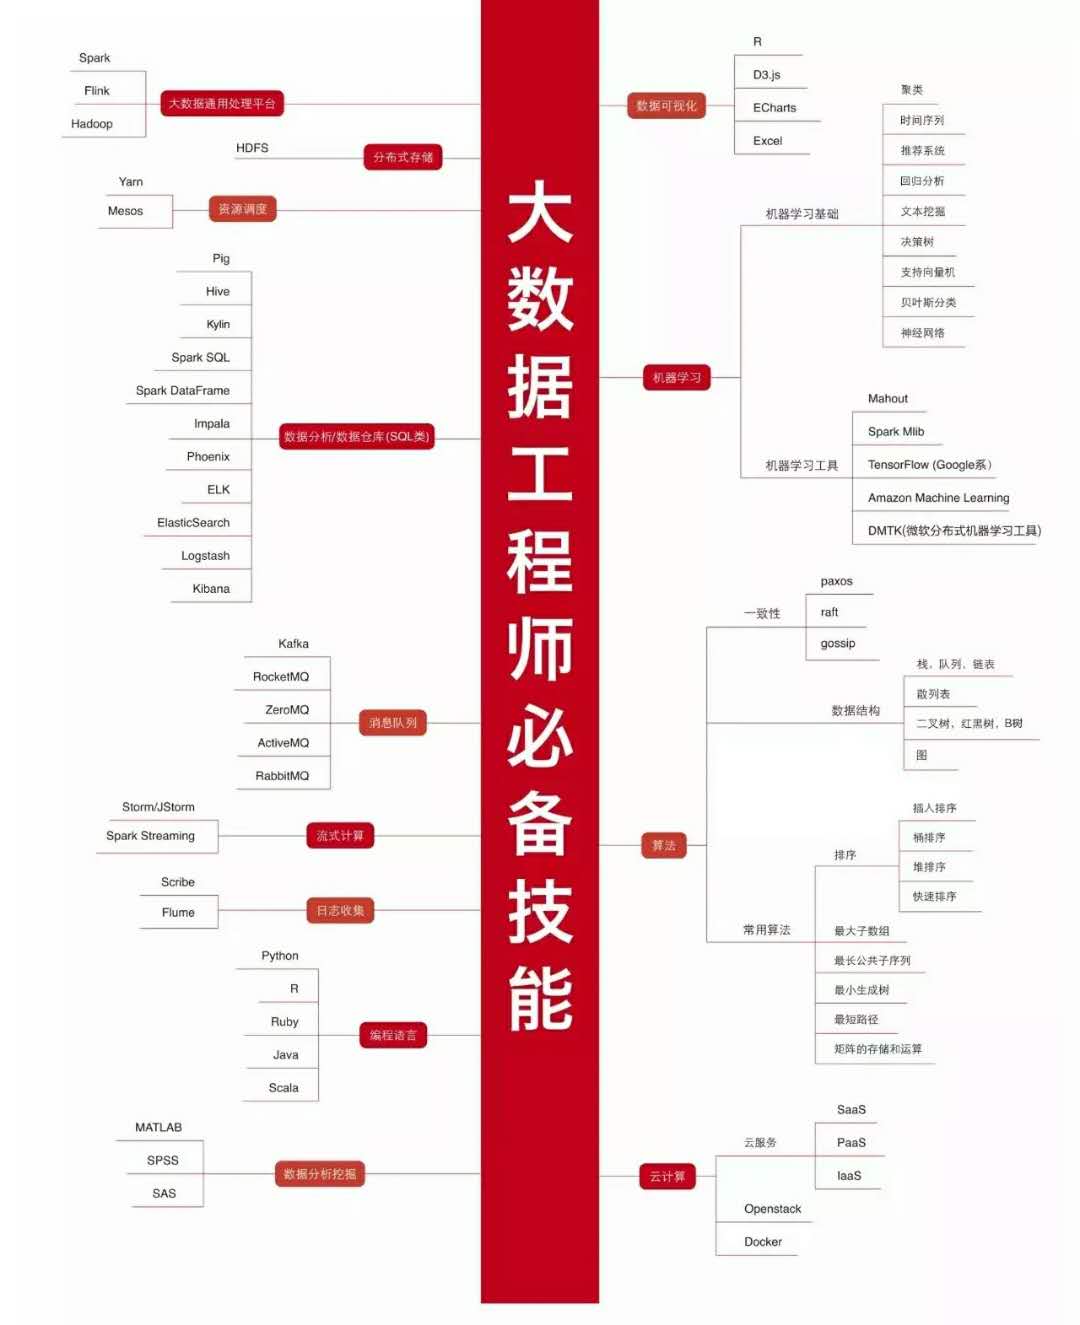 大数据工程师必备技能
Spark
Flink
Hadoop
大数据通用处理平台
HDFS
分布式存储
Yarn
Mesos
资源调度
Pig
Hive
Kylin
Spark SQL
Spark DataFrame
Impala
Phoenix
ELK
ElasticSearch
Logstash
Kibana
数据分析/数据仓库(SQL类)
Kafka
RocketMQ
ZeroMQ
ActiveMQ
RabbitMQ
消息队列
Storm/JStorm
Spark Streaming
流式计算
Scribe
Flume
日志收集
Python
R
Ruby
Java
Scala
编程语言
MATLAB
SPSS
SAS
数据分析挖掘
数据可视化
R
D3.js
ECharts
Excel
机器学习
机器学习基础
聚类
时间序列
推荐系统
回归分析
文本挖掘
决策树
支持向量机
贝叶斯分类
神经网络
机器学习工具
Mahout
Spark Mlib
TensorFlow (Google系）
Amazon Machine Learning
DMTK(微软分布式机器学习工具)
算法
一致性
paxos
raft
gossip
数据结构
栈，队列，链表
散列表
二叉树，红黑树，B树
图
常用算法
排序
插入排序
桶排序
堆排序
快速排序
最大子数组
最长公共子序列
最小生成树
最短路径
矩阵的存储和运算
云计算
云服务
SaaS
PaaS
IaaS
Openstack
Docker